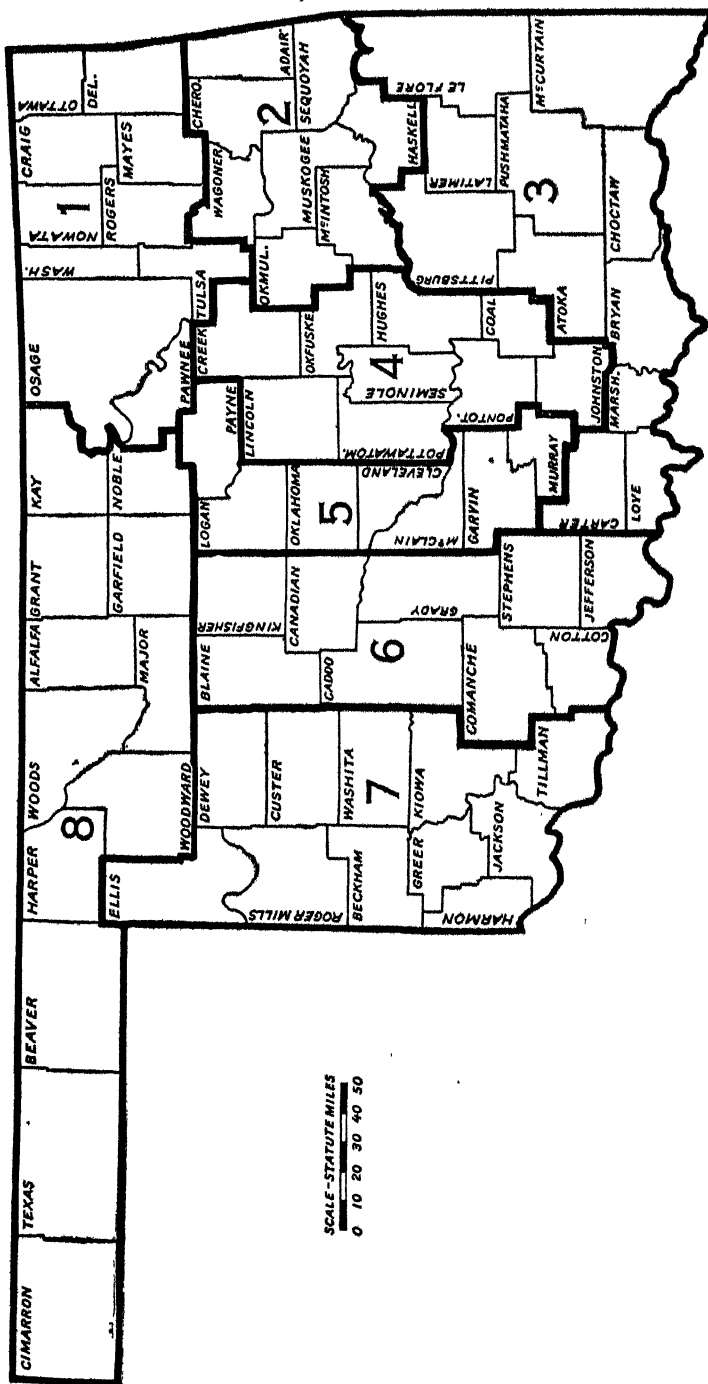 CIMARRON
TEXAS
BEAVER
HARPER
WOODS
ALFALFA
GRANT
KAY
OSAGE
WASH.
NOWATA
CRAIG
OTTAWA
ROGERS
MAYES
DEL.
1
8
ELLIS
WOODWARD
MAJOR
GARFIELD
NOBLE
PAWNEE
TULSA
CREEK
PAYNE
LINCOLN
LOGAN
BLAINE
KINGFISHER
DEWEY
ROGER MILLS
CUSTER
WAGONER
CHERO.
ADAIR
2
SEQUOYAH
MUSKOGEE
MCINTOSH
OKMUL.
OKFUSKE
CANADIAN
OKLAHOMA
5
CLEVELAND
POTTAWATOM.
SEMINOLE
4
HUGHES
HASKELL
LE FLORE
LATIMER
PITTSBURG
BECKHAM
WASHITA
7
CADDO
6
GRADY
MCCLAIN
GREER
KIOWA
COMANCHE
GARVIN
PONTOT.
COAL
3
PUSHMATAHA
MCCURTAIN
HARMON
JACKSON
TILLMAN
COTTON
STEPHENS
JEFFERSON
MURRAY
CARTER
LOVE
JOHNSTON
MARSH.
ATOKA
BRYAN
CHOCTAW
SCALE-STATUTE MILES
0 10 20 30 40 50